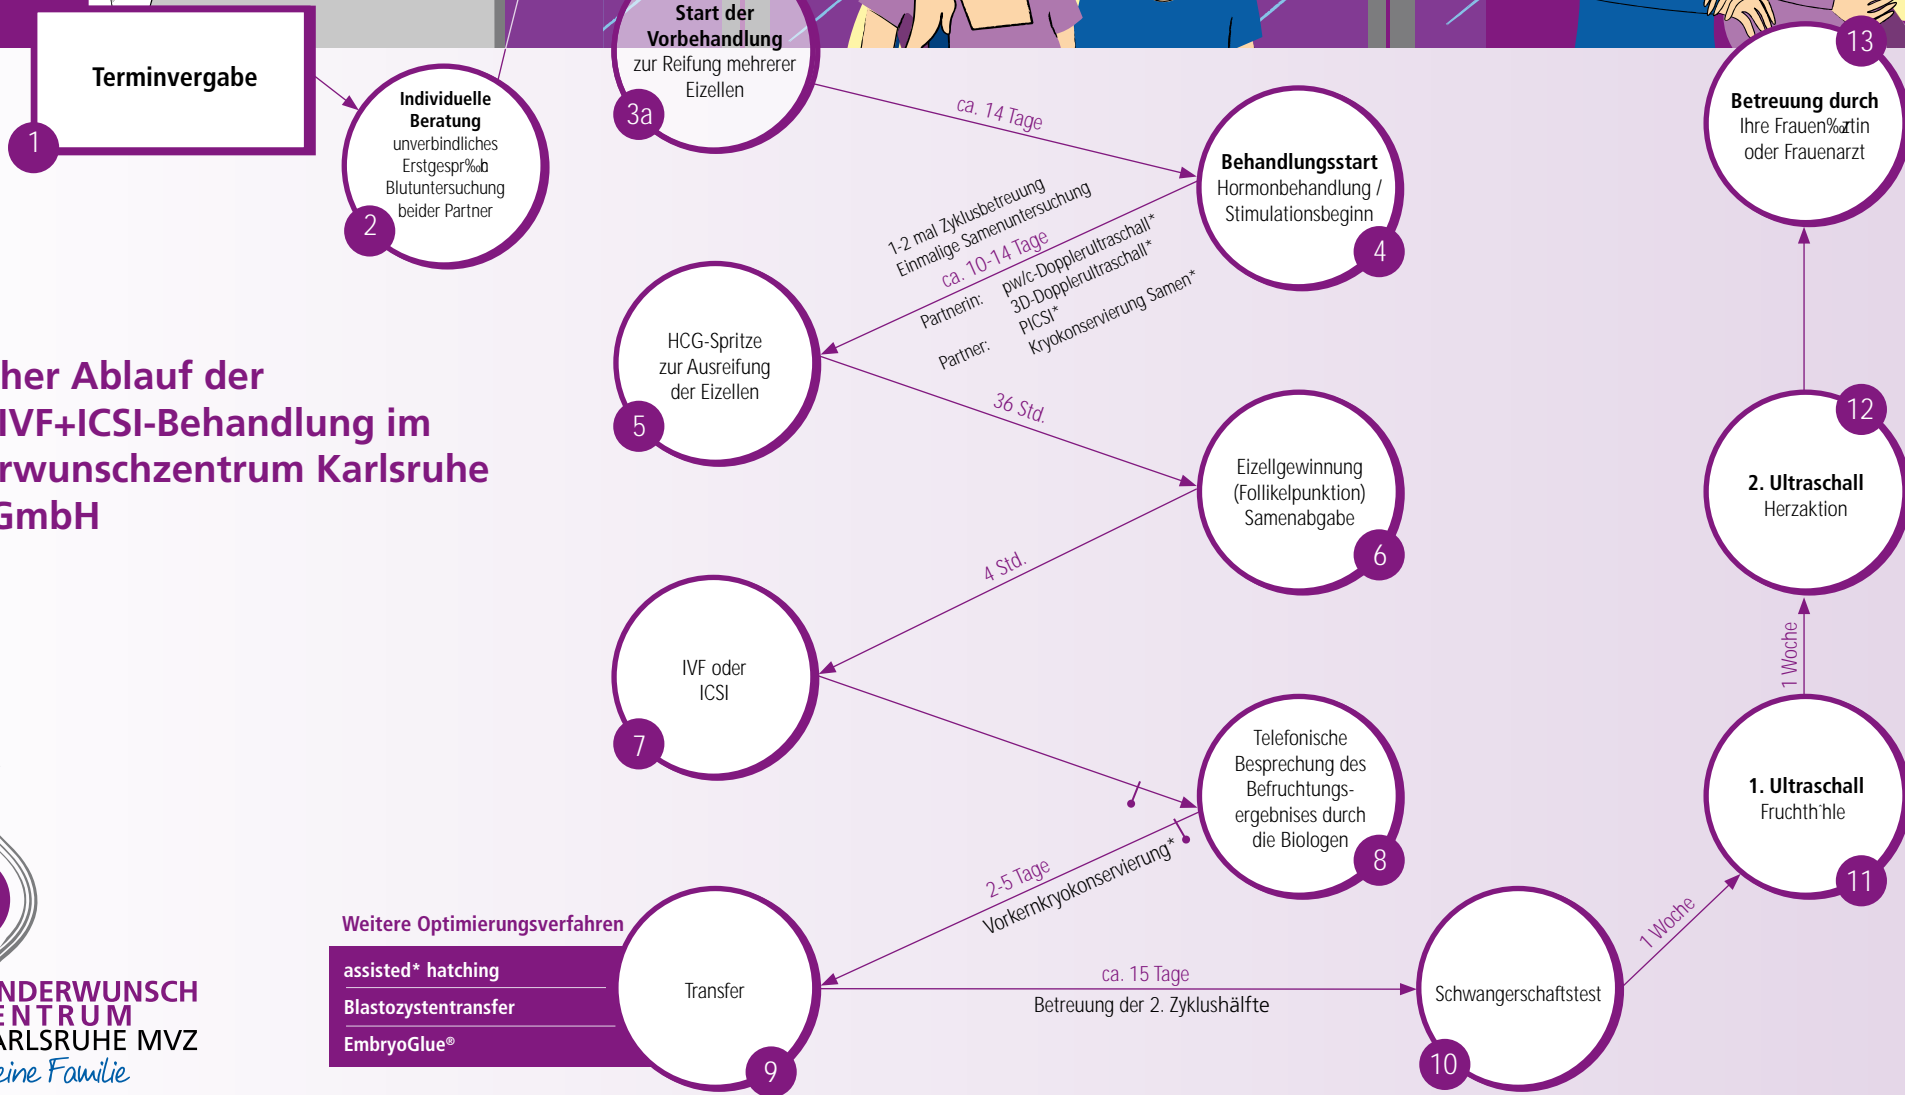 Terminvergabe
1
Individuelle
Beratung
unverbindliches
Blutuntersuchung
beider Partner
2
Start der
Vorbehandlung
zur Reifung mehrerer
Eizellen
3a
ca. 14 Tage
Behandlungsstart
Hormonbehandlung /
Stimulationsbeginn
4
1-2 mal Zyklusbetreuung
Einmalige Samenuntersuchung
ca. 10-14 Tage
Partnerin: pw/c-Dopplerultraschall*
3D-Dopplerultraschall*
PICSI*
Partner: Kryokonservierung Samen*
HCG-Spritze
zur Ausreifung
der Eizellen
5
36 Std.
Eizellgewinnung
(Follikelpunktion)
Samenabgabe
6
4 Std.
IVF oder
ICSI
7
Telefonische
Besprechung des
Befruchtungs-
ergebnises durch
die Biologen
8
2-5 Tage
Vorkernkryokonservierung*
Weitere Optimierungsverfahren
assisted* hatching
Blastozystentransfer
EmbryoGlue®
Transfer
9
ca. 15 Tage
Betreuung der 2. Zyklushälfte
Schwangerschaftstest
10
1 Woche
1. Ultraschall
Fruchth¨hle
11
1 Woche
2. Ultraschall
Herzaktion
12
13
Betreuung durch
Ihre
oder Frauenarzt
her Ablauf der
IVF+ICSI-Behandlung im
rwunschzentrum Karlsruhe
GmbH
NDERWUNSCH
ENTRUM
ARLSRUHE MVZ
eine Familie